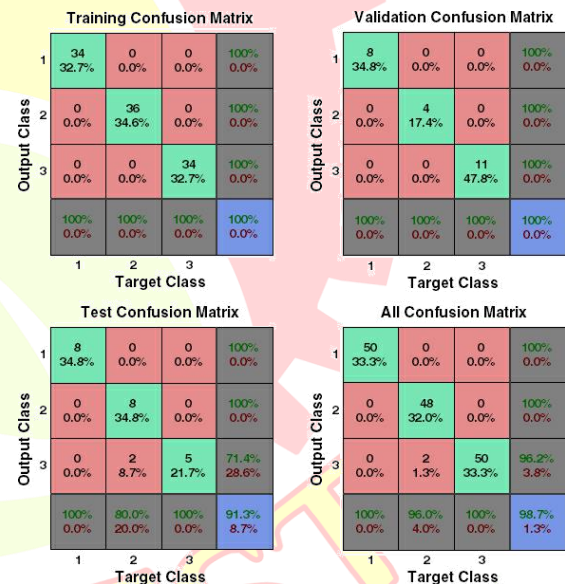 Training Confusion Matrix
Output Class
1
34 0 0 100%
32.7% 0.0% 0.0% 0.0%
2
0 36 0 100%
0.0% 34.6% 0.0% 0.0%
3
0 0 34 100%
0.0% 0.0% 32.7% 0.0%
100% 100% 100% 100%
0.0% 0.0% 0.0% 0.0%
1 2 3
Target Class
Validation Confusion Matrix
Output Class
1
8 0 0 100%
34.8% 0.0% 0.0% 0.0%
2
0 4 0 100%
0.0% 17.4% 0.0% 0.0%
3
0 0 11 100%
0.0% 0.0% 47.8% 0.0%
100% 100% 100% 100%
0.0% 0.0% 0.0% 0.0%
1 2 3
Target Class
Test Confusion Matrix
Output Class
1
8 0 0 100%
34.8% 0.0% 0.0% 0.0%
2
0 8 0 100%
0.0% 34.8% 0.0% 0.0%
3
0 2 5 71.4%
0.0% 8.7% 21.7% 28.6%
100% 80.0% 100% 91.3%
0.0% 20.0% 0.0% 8.7%
1 2 3
Target Class
All Confusion Matrix
Output Class
1
50 0 0 100%
33.3% 0.0% 0.0% 0.0%
2
0 48 0 100%
0.0% 32.0% 0.0% 0.0%
3
0 2 50 96.2%
0.0% 1.3% 33.3% 3.8%
100% 96.0% 100% 98.7%
0.0% 4.0% 0.0% 1.3%
1 2 3
Target Class